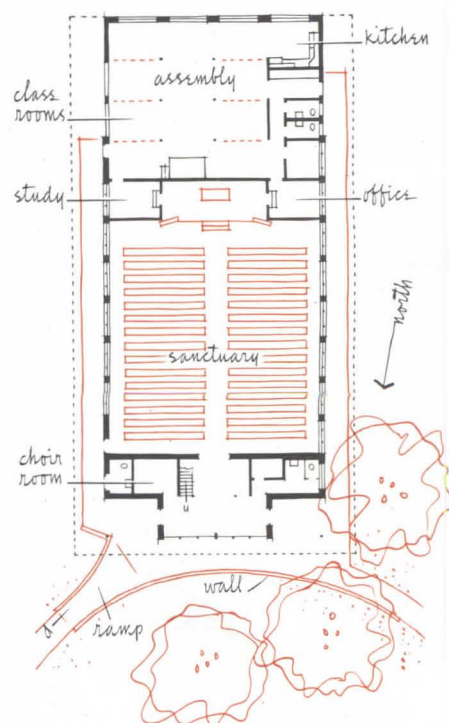 kitchen
assembly
class
rooms
study
office
north
sanctuary
choir
room
u
wall
ramp
d